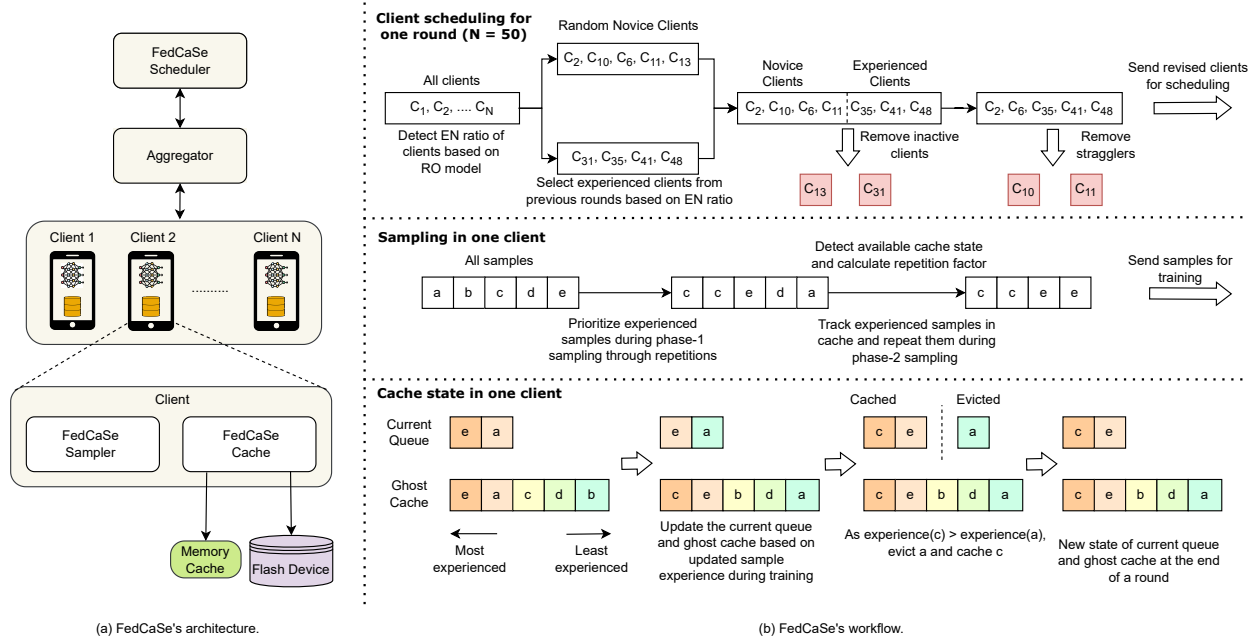 FedCaSe
Scheduler
Aggregator
Client 1
Client 2
Client N
..........
Client
FedCaSe
Sampler
FedCaSe
Cache
Memory
Cache
Flash Device
(a) FedCaSe's architecture.
Client scheduling for
one round (N = 50)
Random Novice Clients
C2, C10, C6, C11, C13
All clients
C1, C2, .... CN
Detect EN ratio of
clients based on
RO model
C31, C35, C41, C48
Select experienced clients from
previous rounds based on EN ratio
Novice
Clients
Experienced
Clients
C2, C10, C6, C11
C35, C41, C48
Remove inactive
clients
C13
C31
C2, C6, C35, C41, C48
Remove
stragglers
C10
C11
Send revised clients
for scheduling
Sampling in one client
All samples
a b c d e
Prioritize experienced
samples during phase-1
sampling through repetitions
c c e d a
Detect available cache state
and calculate repetition factor
Track experienced samples in
cache and repeat them during
phase-2 sampling
c c e e
Send samples for
training
Cache state in one client
Current
Queue
e a
Ghost
Cache
e a c d b
Most
experienced
Least
experienced
e a
c e b d a
Update the current queue
and ghost cache based on
updated sample
experience during training
Cached
Evicted
c e
a
c e b d a
As experience(c) > experience(a),
evict a and cache c
c e
c e b d a
New state of current queue
and ghost cache at the end
of a round
(b) FedCaSe's workflow.